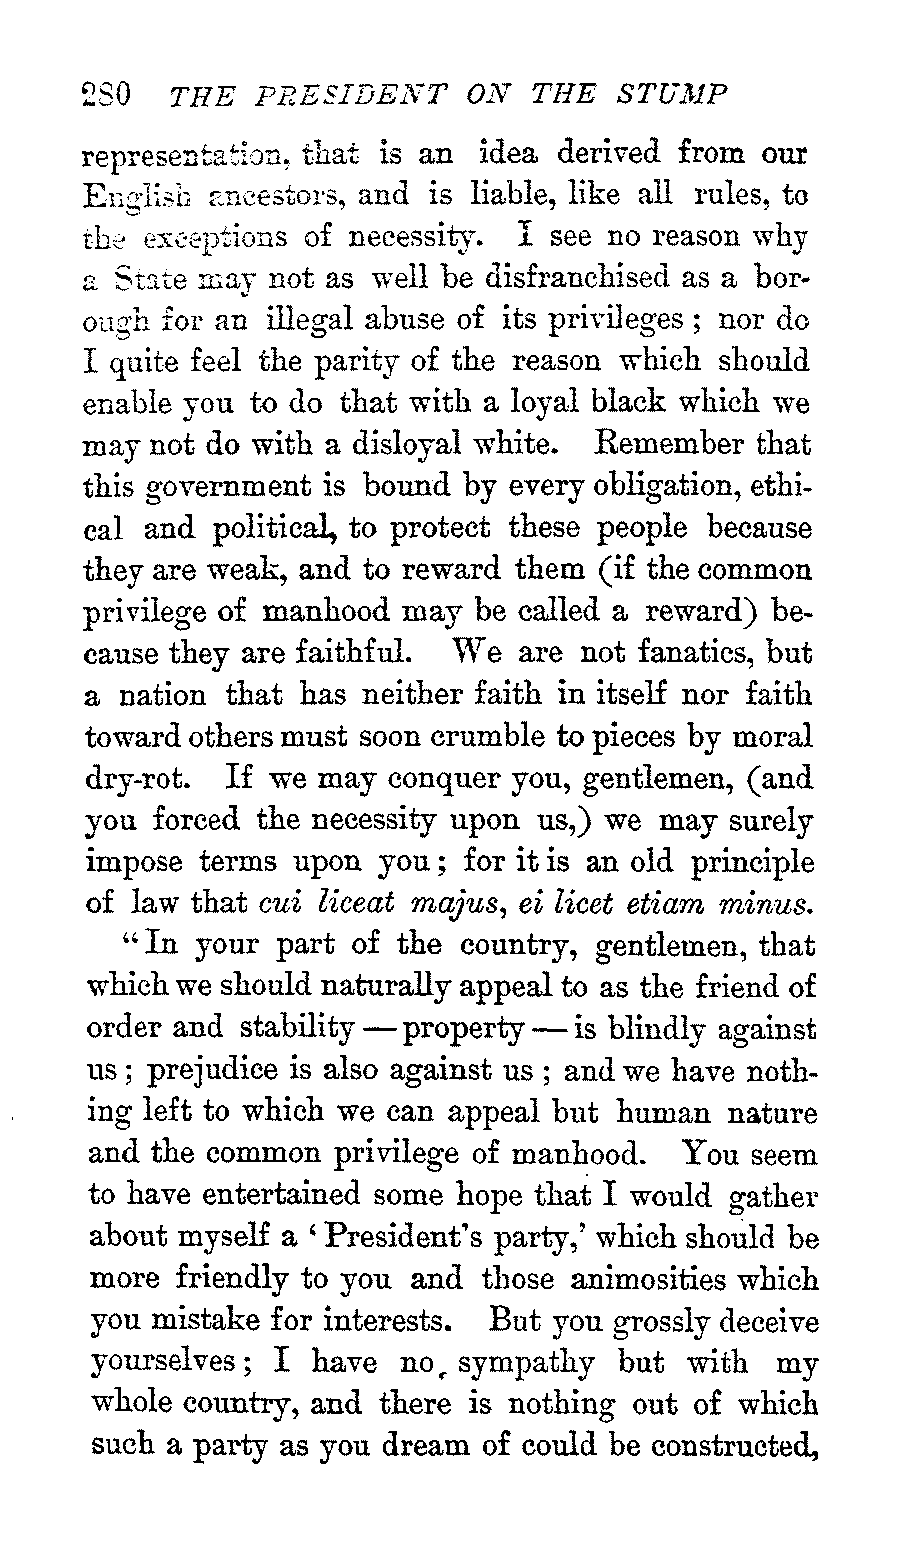 280 THE PRESIDENT ON THE STUMP
representation, that is an idea derived from our
English ancestors, and is liable, like all rules, to
the exceptions of necessity. I see no reason why
a State may not as well be disfranchised as a bor-
ough for an illegal abuse of its privileges ; nor do
I quite feel the parity of the reason which should
enable you to do that with a loyal black which we
may not do with a disloyal white. Remember that
this government is bound by every obligation, ethi-
cal and political, to protect these people because
they are weak, and to reward them (if the common
privilege of manhood may be called a reward) be-
cause they are faithful. We are not fanatics, but
a nation that has neither faith in itself nor faith
toward others must soon crumble to pieces by moral
dry-rot. If we may conquer you, gentlemen, (and
you forced the necessity upon us,) we may surely
impose terms upon you ; for it is an old principle
of law that cui liceat majus, ei licet etiam minus.
“In your part of the country, gentlemen, that
which we should naturally appeal to as the friend of
order and stability — property — is blindly against
us ; prejudice is also against us ; and we have noth-
ing left to which we can appeal but human nature
and the common privilege of manhood. You seem
to have entertained some hope that I would gather
about myself a ‘President's party,’ which should be
more friendly to you and those animosities which
you mistake for interests. But you grossly deceive
yourselves ; I have no sympathy but with my
whole country, and there is nothing out of which
such a party as you dream of could be constructed,